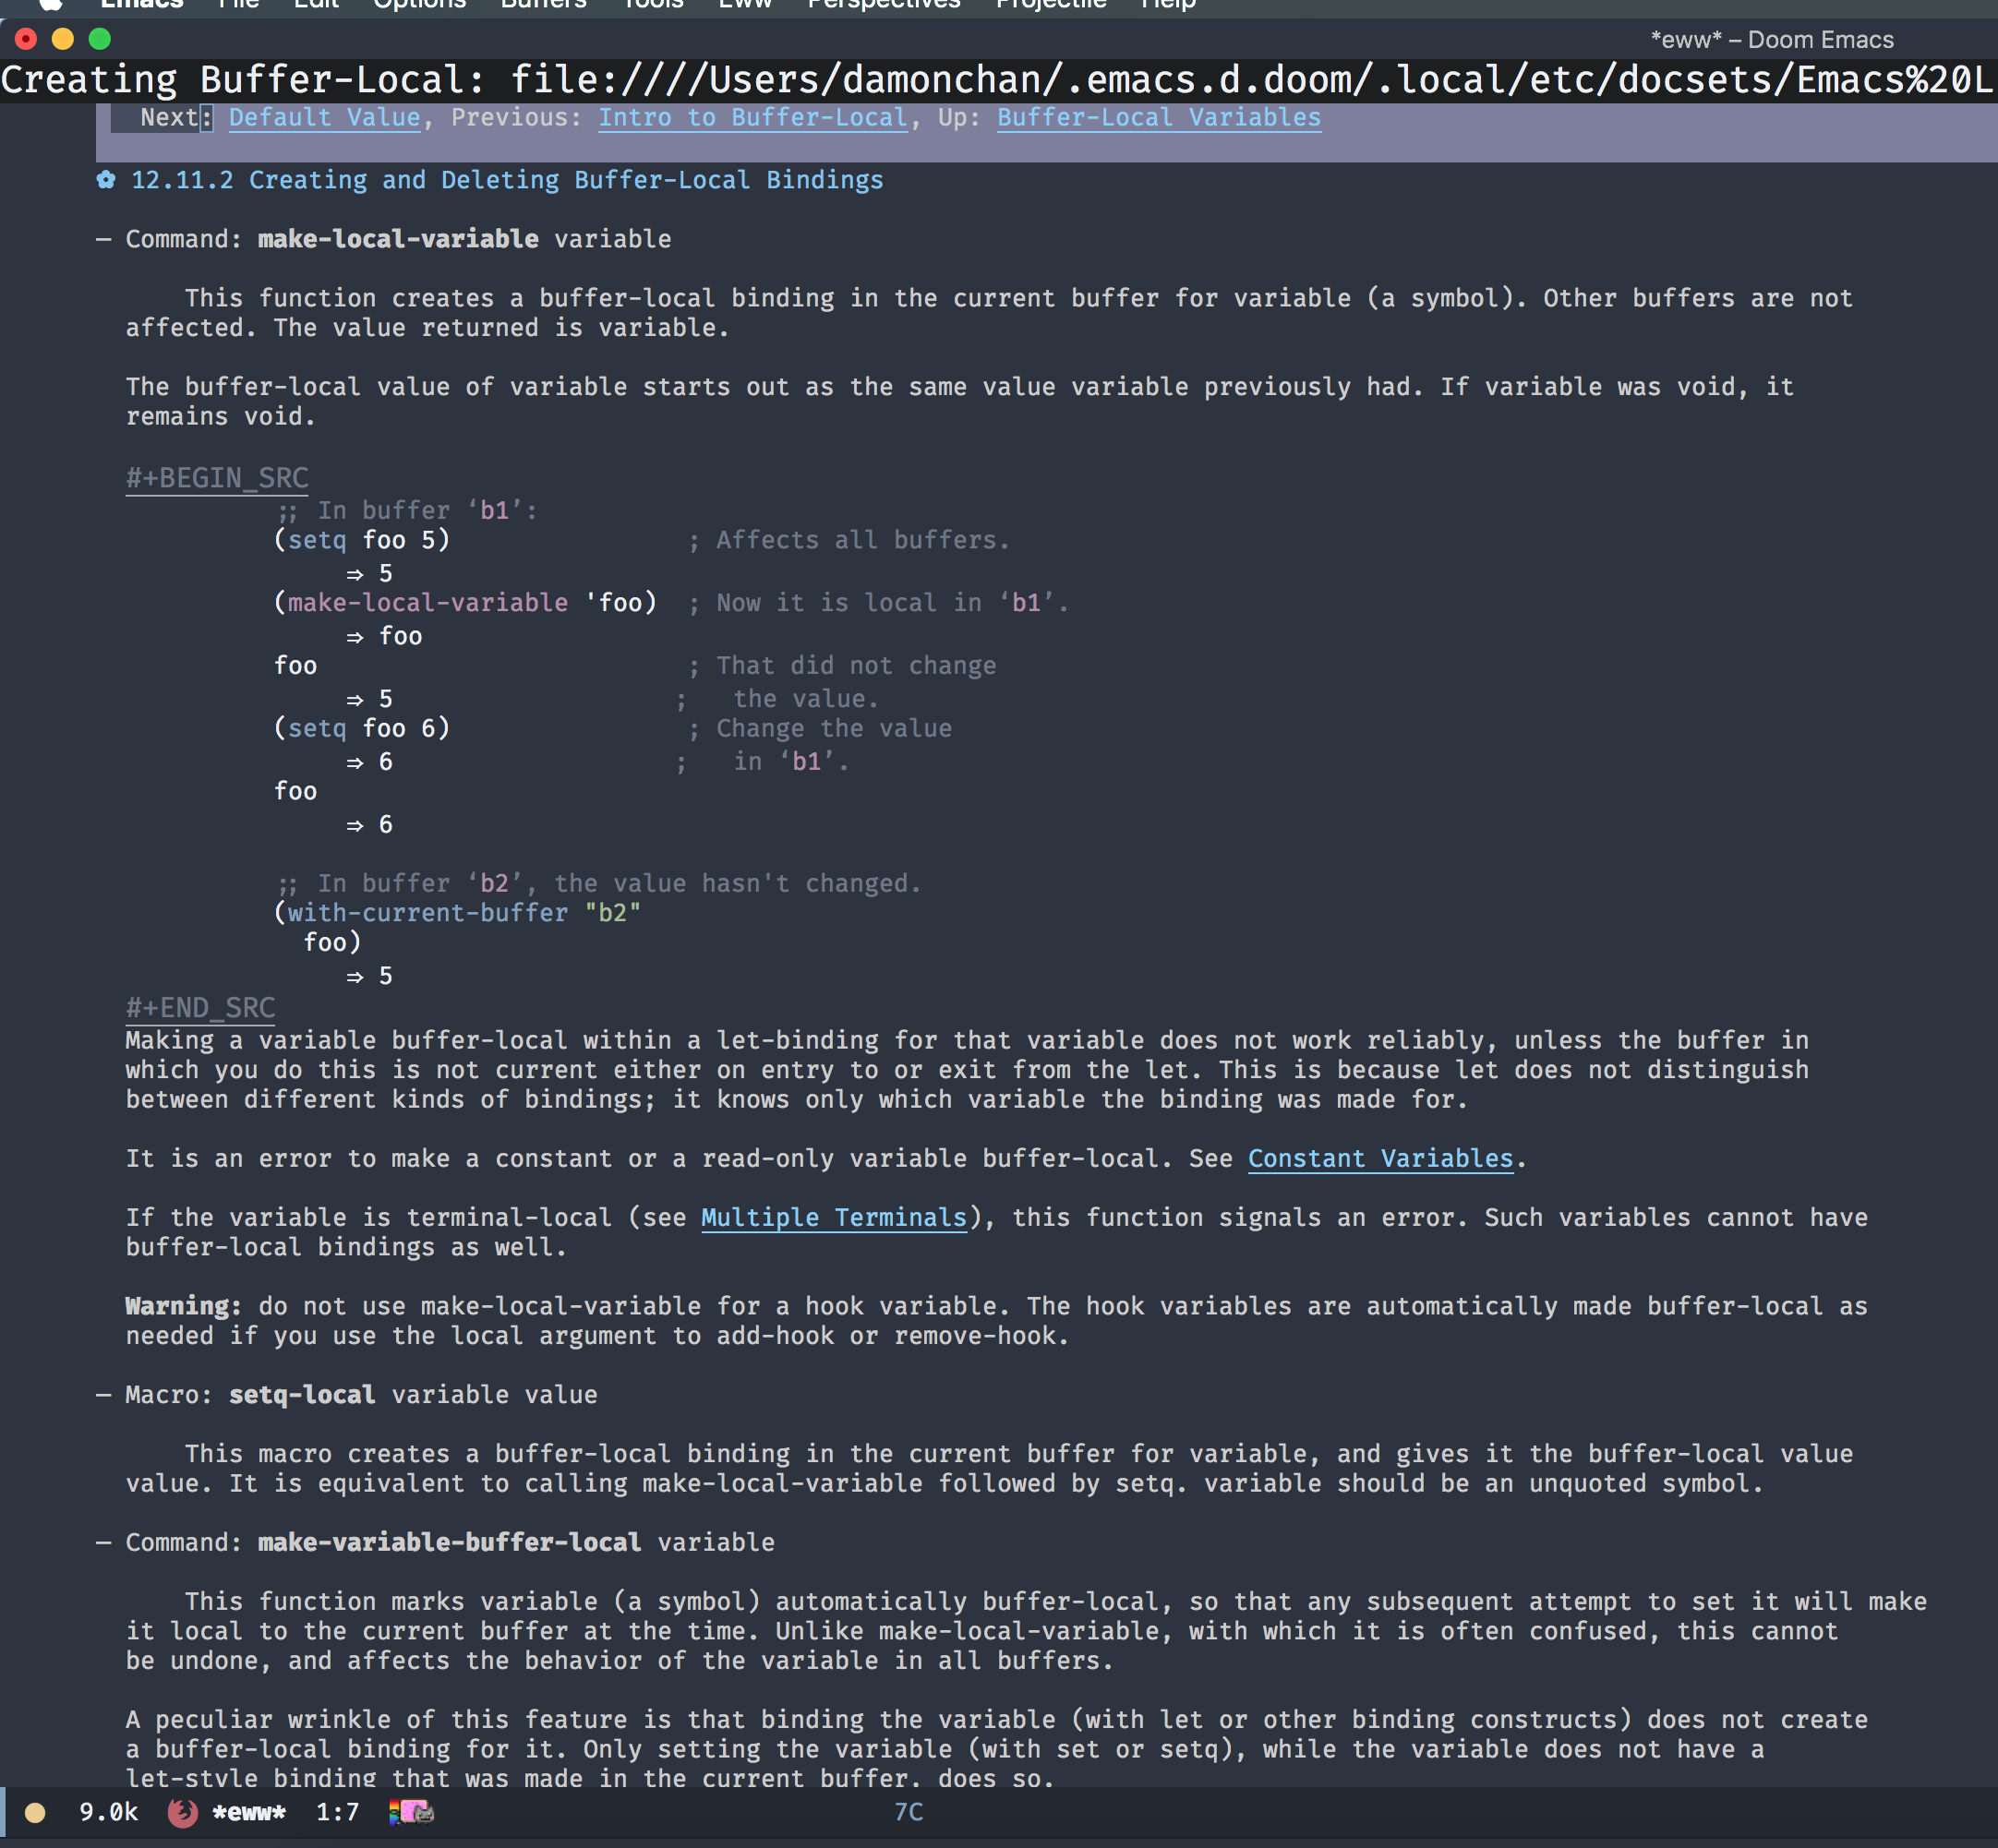 Emacs File Edit Options Buffers Tools Eww Perspectives Projectile Help
*eww* – Doom Emacs
Creating Buffer-Local: file:////Users/damonchan/.emacs.d.doom/.local/etc/docsets/Emacs%20L
Next: Default Value, Previous: Intro to Buffer-Local, Up: Buffer-Local Variables
✿ 12.11.2 Creating and Deleting Buffer-Local Bindings
— Command: make-local-variable variable
This function creates a buffer-local binding in the current buffer for variable (a symbol). Other buffers are not
affected. The value returned is variable.
The buffer-local value of variable starts out as the same value variable previously had. If variable was void, it
remains void.
#+BEGIN_SRC
;; In buffer ‘b1’:
(setq foo 5) ; Affects all buffers.
⇒ 5
(make-local-variable 'foo) ; Now it is local in ‘b1’.
⇒ foo
foo ; That did not change
⇒ 5 ; the value.
(setq foo 6) ; Change the value
⇒ 6 ; in ‘b1’.
foo
⇒ 6
;; In buffer ‘b2’, the value hasn't changed.
(with-current-buffer "b2"
foo)
⇒ 5
#+END_SRC
Making a variable buffer-local within a let-binding for that variable does not work reliably, unless the buffer in
which you do this is not current either on entry to or exit from the let. This is because let does not distinguish
between different kinds of bindings; it knows only which variable the binding was made for.
It is an error to make a constant or a read-only variable buffer-local. See Constant Variables.
If the variable is terminal-local (see Multiple Terminals), this function signals an error. Such variables cannot have
buffer-local bindings as well.
Warning: do not use make-local-variable for a hook variable. The hook variables are automatically made buffer-local as
needed if you use the local argument to add-hook or remove-hook.
— Macro: setq-local variable value
This macro creates a buffer-local binding in the current buffer for variable, and gives it the buffer-local value
value. It is equivalent to calling make-local-variable followed by setq. variable should be an unquoted symbol.
— Command: make-variable-buffer-local variable
This function marks variable (a symbol) automatically buffer-local, so that any subsequent attempt to set it will make
it local to the current buffer at the time. Unlike make-local-variable, with which it is often confused, this cannot
be undone, and affects the behavior of the variable in all buffers.
A peculiar wrinkle of this feature is that binding the variable (with let or other binding constructs) does not create
a buffer-local binding for it. Only setting the variable (with set or setq), while the variable does not have a
let-style binding that was made in the current buffer, does so.
9.0k *eww* 1:7 7C